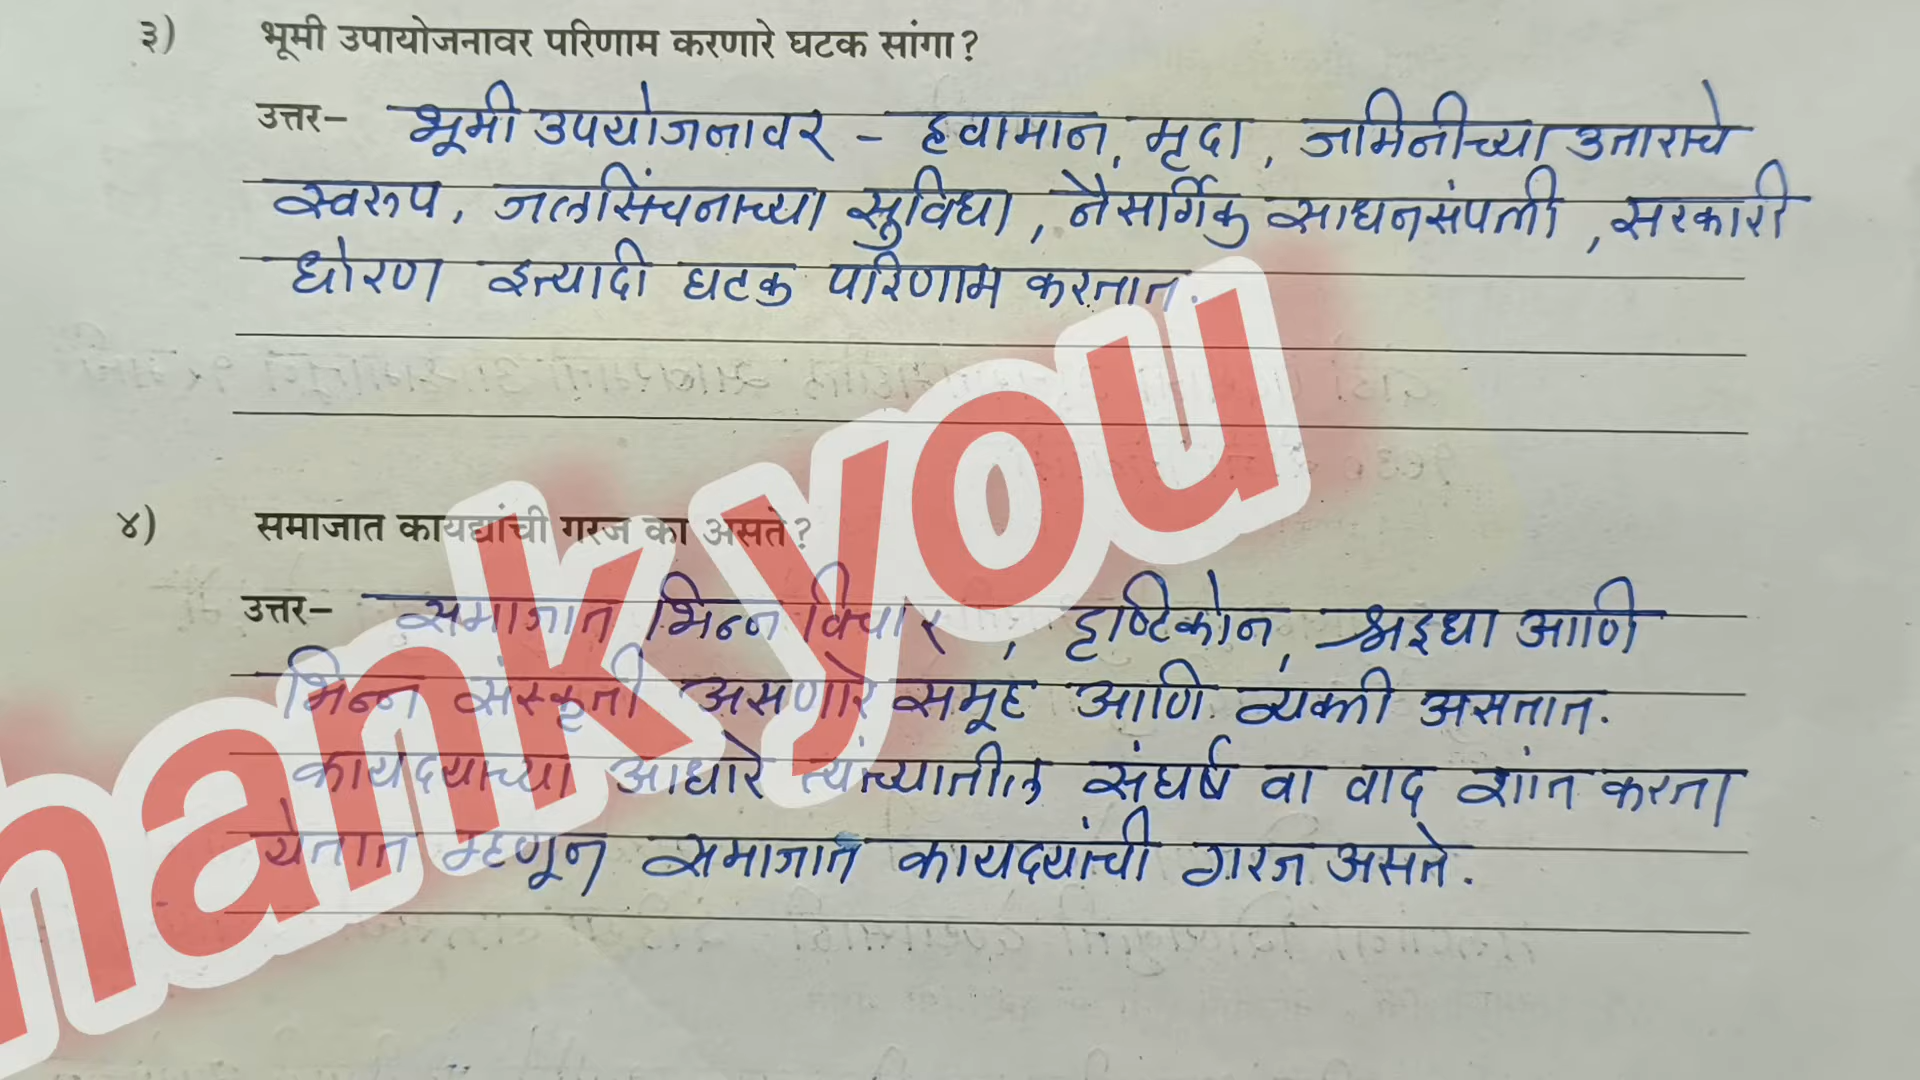 ३) भूमी उपायोजनावर परिणाम करणारे घटक सांगा?
उत्तर– भूमी उपयोजनावर – हवामान, मृदा, जमिनीच्या उताराचे
स्वरुप, जलसिंचनाच्या सुविधा, नैसर्गिक साधनसंपत्ती, सरकारी
धोरण इत्यादी घटक परिणाम करतात.
४) समाजात कायद्यांची गरज का असते?
उत्तर– समाजात भिन्न विचार, दृष्टिकोन, श्रद्धा आणि
भिन्न संस्कृती असणारे समूह आणि व्यक्ती असतात.
कायदयाच्या आधारे त्यांच्यातील संघर्ष वा वाद शांत करता
येतात म्हणून समाजात कायदयांची गरज असते.
hank you